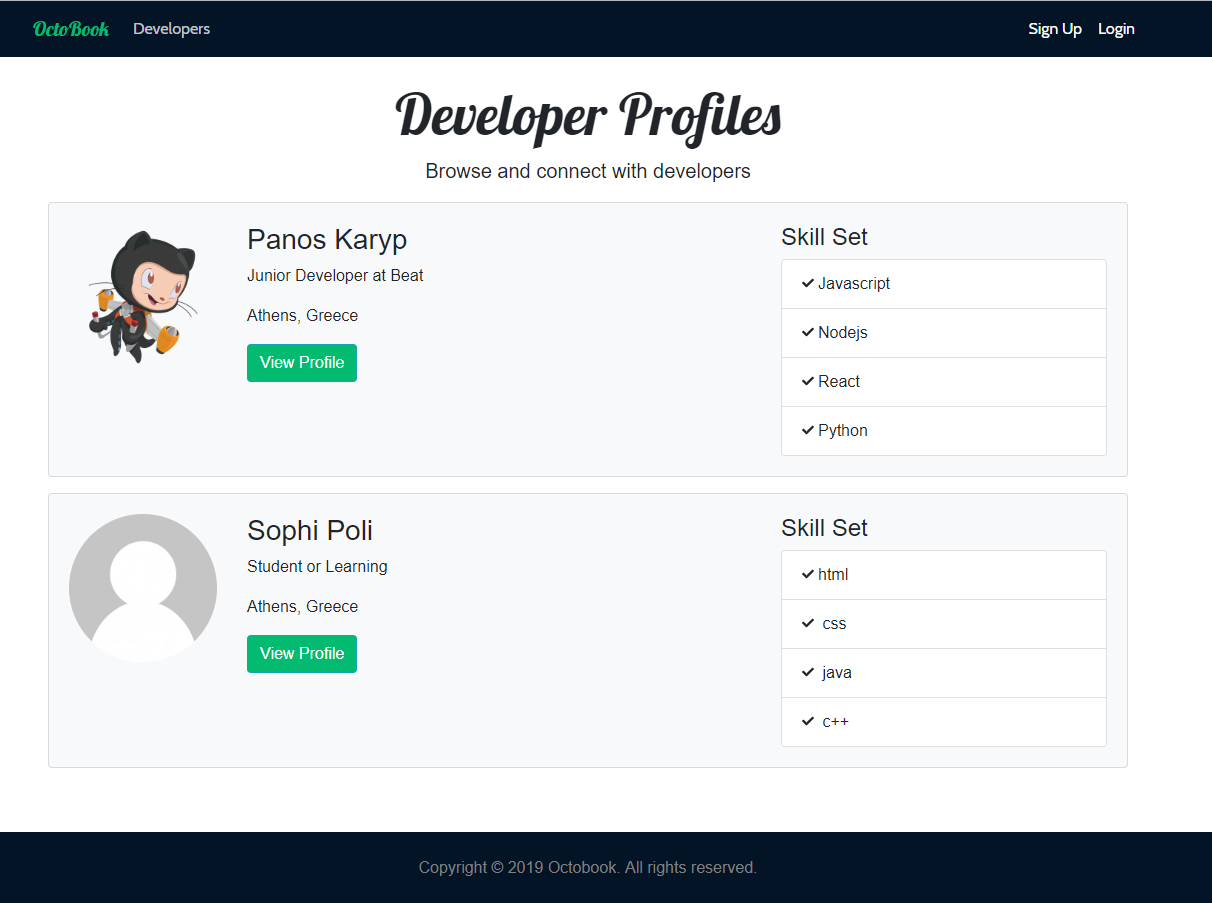 OctoBook Developers Sign Up Login
Developer Profiles
Browse and connect with developers
Panos Karyp
Junior Developer at Beat
Athens, Greece
View Profile
Skill Set
Javascript
Nodejs
React
Python
Sophi Poli
Student or Learning
Athens, Greece
View Profile
Skill Set
html
css
java
c++
Copyright © 2019 Octobook. All rights reserved.